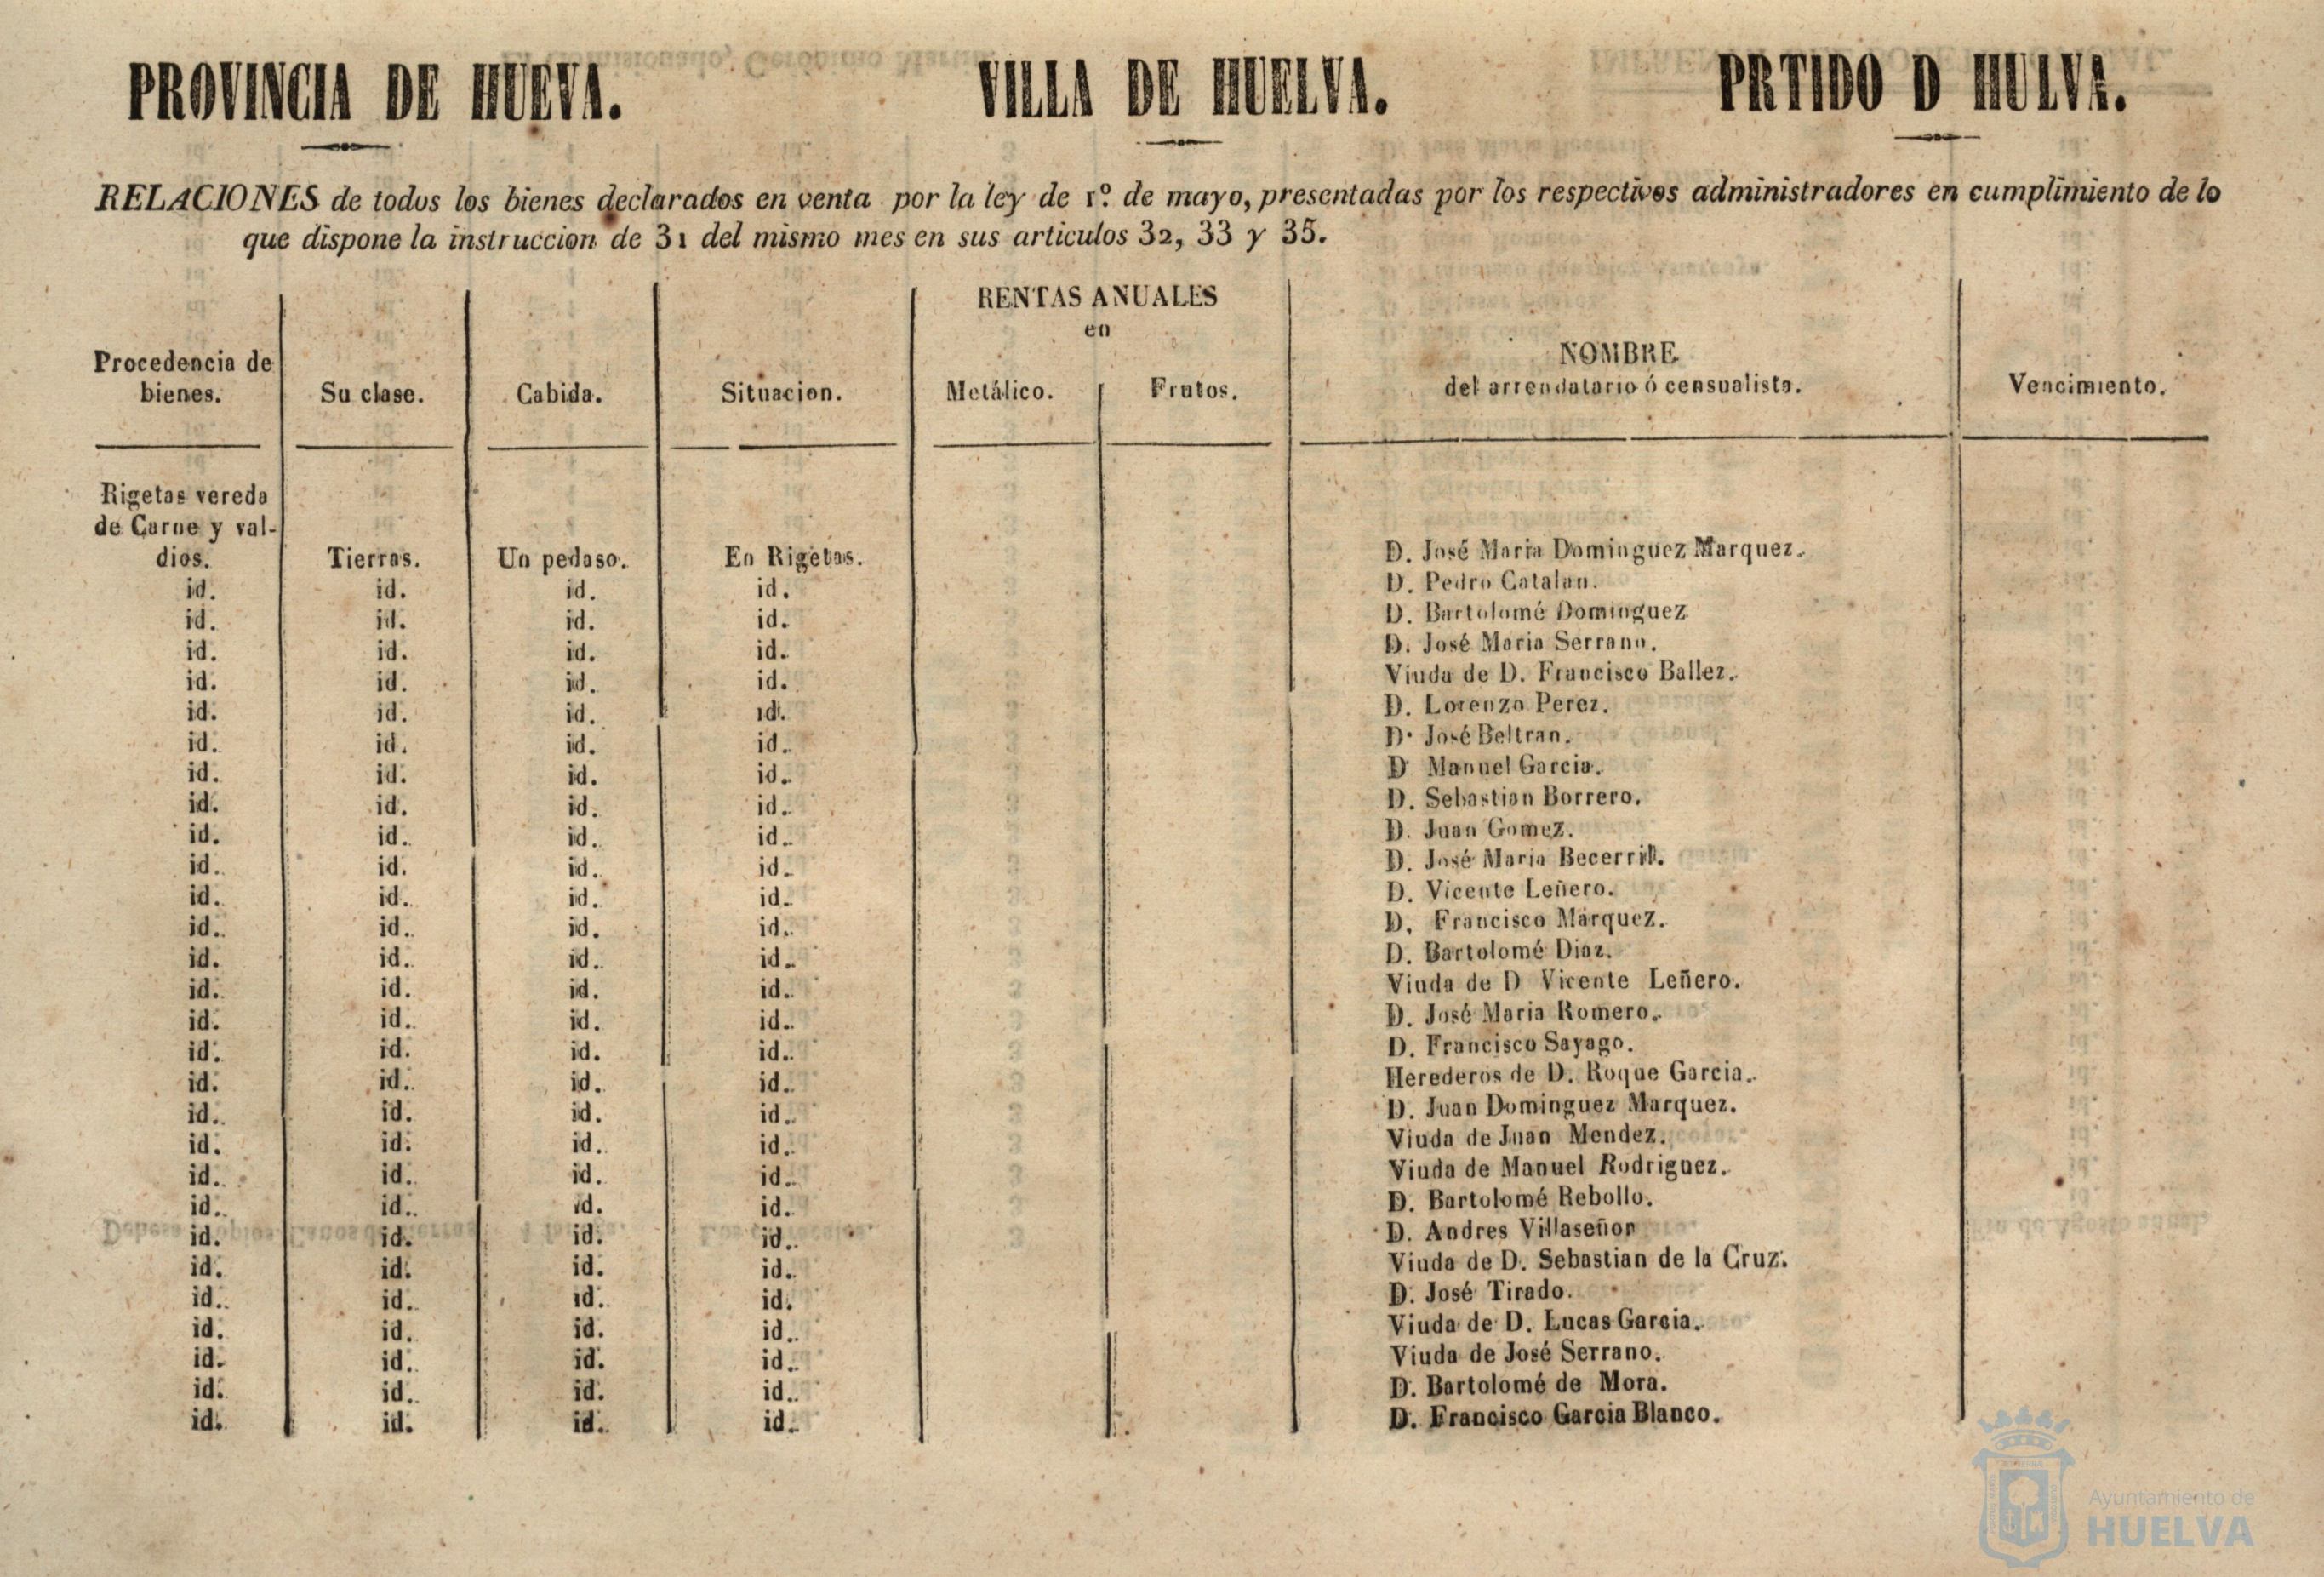 PROVINCIA DE HUEVA. VILLA DE HUELVA. PRTIDO D HULVA.
RELACIONES de todos los bienes declarados en venta por la ley de 1º. de mayo, presentadas por los respectivos administradores en cumplimiento de lo
que dispone la instruccion de 31 del mismo mes en sus articulos 32, 33 y 35.
RENTAS ANUALES
en
Procedencia de
bienes. Su clase. Cabida. Situacion. Metálico. Frutos. NOMBRE
del arrendatario ó censualista. Vencimiento.
Rigetas vereda
de Carne y val-
dios. Tierras. Un pedaso. En Rigetas. D. José Maria Dominguez Marquez.
id. id. id. id. D. Pedro Catalan.
id. id. id. id. D. Bartolomé Dominguez
id. id. id. id. D. José Maria Serrano.
id. id. id. id. Viuda de D. Francisco Ballez.
id. id. id. id. D. Lorenzo Perez.
id. id. id. id. D. José Beltran.
id. id. id. id. D Manuel Garcia.
id. id. id. id. D. Sebastian Borrero.
id. id. id. id. D. Juan Gomez.
id. id. id. id. D. José Maria Becerril.
id. id. id. id. D. Vicente Leñero.
id. id. id. id. D. Francisco Márquez.
id. id. id. id. D. Bartolomé Diaz.
id. id. id. id. Viuda de D Vicente Leñero.
id. id. id. id. D. José Maria Romero.
id. id. id. id. D. Francisco Sayago.
id. id. id. id. Herederos de D. Roque Garcia.
id. id. id. id. D. Juan Dominguez Marquez.
id. id. id. id. Viuda de Juan Mendez.
id. id. id. id. Viuda de Manuel Rodriguez.
id. id. id. id. D. Bartolomé Rebollo.
id. id. id. id. D. Andres Villaseñor
id. id. id. id. Viuda de D. Sebastian de la Cruz.
id. id. id. id. D. José Tirado.
id. id. id. id. Viuda de D. Lucas Garcia.
id. id. id. id. Viuda de José Serrano.
id. id. id. id. D. Bartolomé de Mora.
id. id. id. id. D. Francisco Garcia Blanco.
Ayuntamiento de
HUELVA